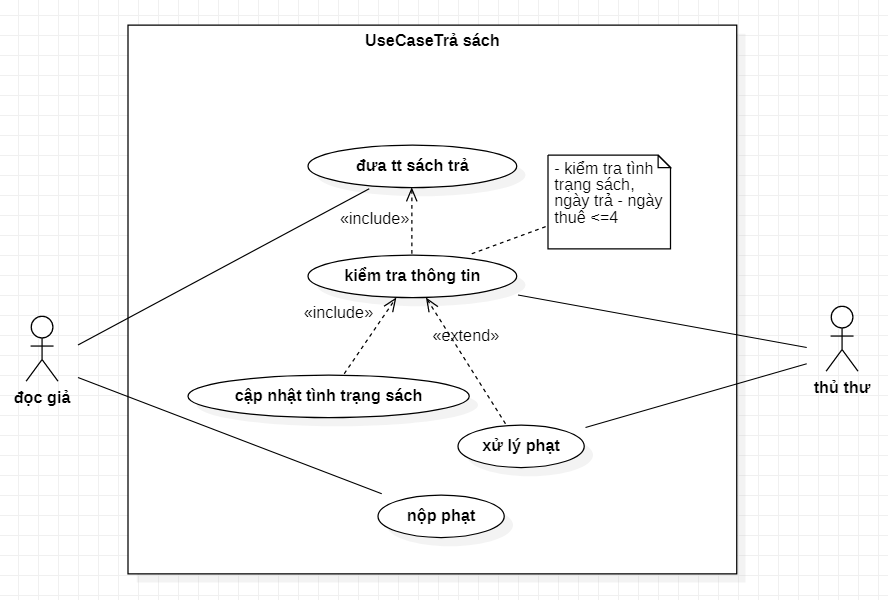 UseCaseTrả sách
đưa tt sách trả
- kiểm tra tình
trạng sách,
ngày trả - ngày
thuê <=4
«include»
kiểm tra thông tin
«include»
«extend»
đọc giả
thủ thư
cập nhật tình trạng sách
xử lý phạt
nộp phạt